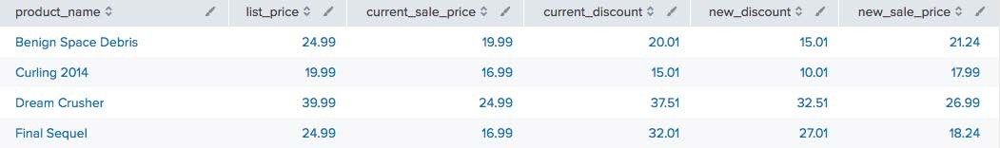 product_name list_price current_sale_price current_discount new_discount new_sale_price
Benign Space Debris 24.99 19.99 20.01 15.01 21.24
Curling 2014 19.99 16.99 15.01 10.01 17.99
Dream Crusher 39.99 24.99 37.51 32.51 26.99
Final Sequel 24.99 16.99 32.01 27.01 18.24